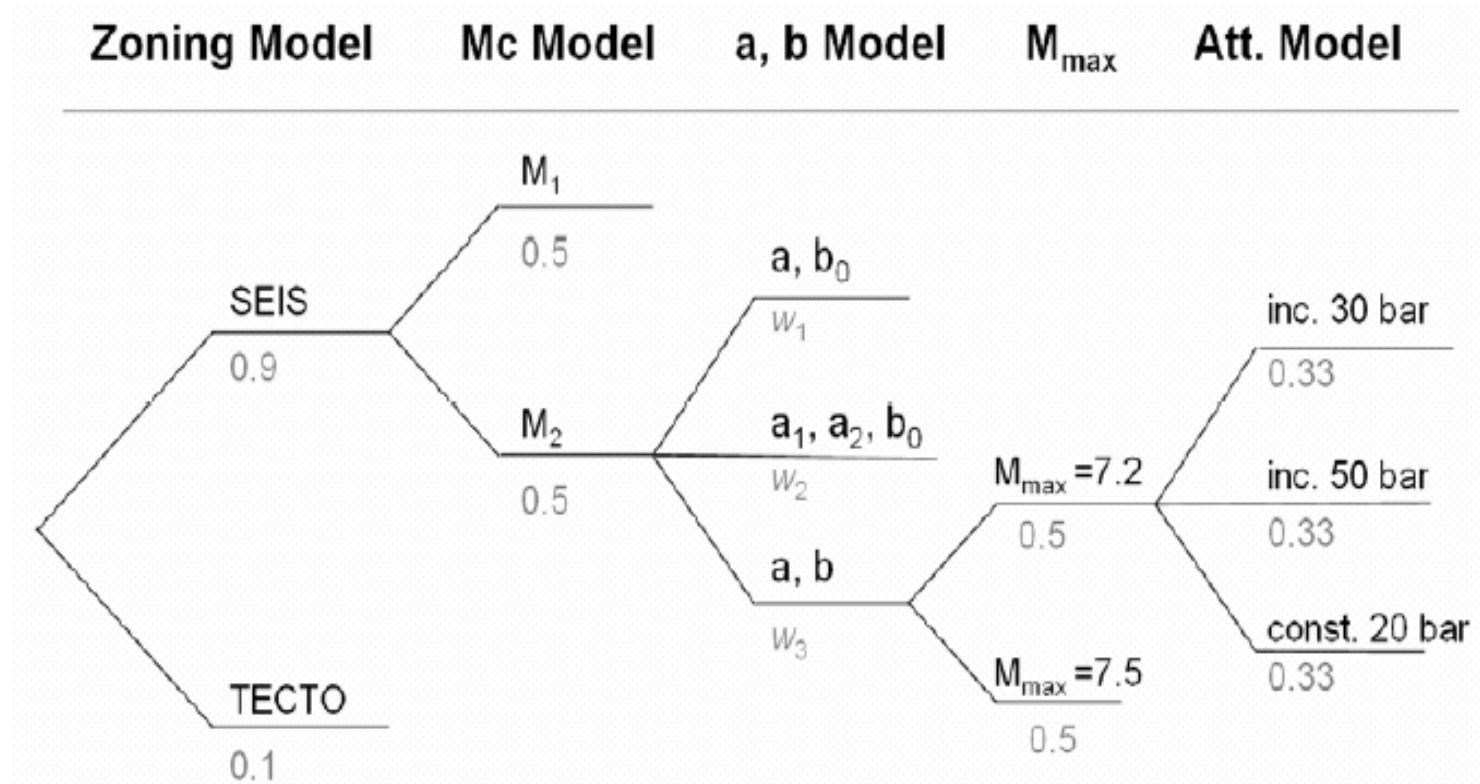 Zoning Model Mc Model a, b Model Mmax Att. Model
M1
0.5
SEIS
0.9
M2
0.5
TECTO
0.1
a, b0
w1
a1, a2, b0
w2
a, b
w3
Mmax =7.2
0.5
Mmax =7.5
0.5
inc. 30 bar
0.33
inc. 50 bar
0.33
const. 20 bar
0.33